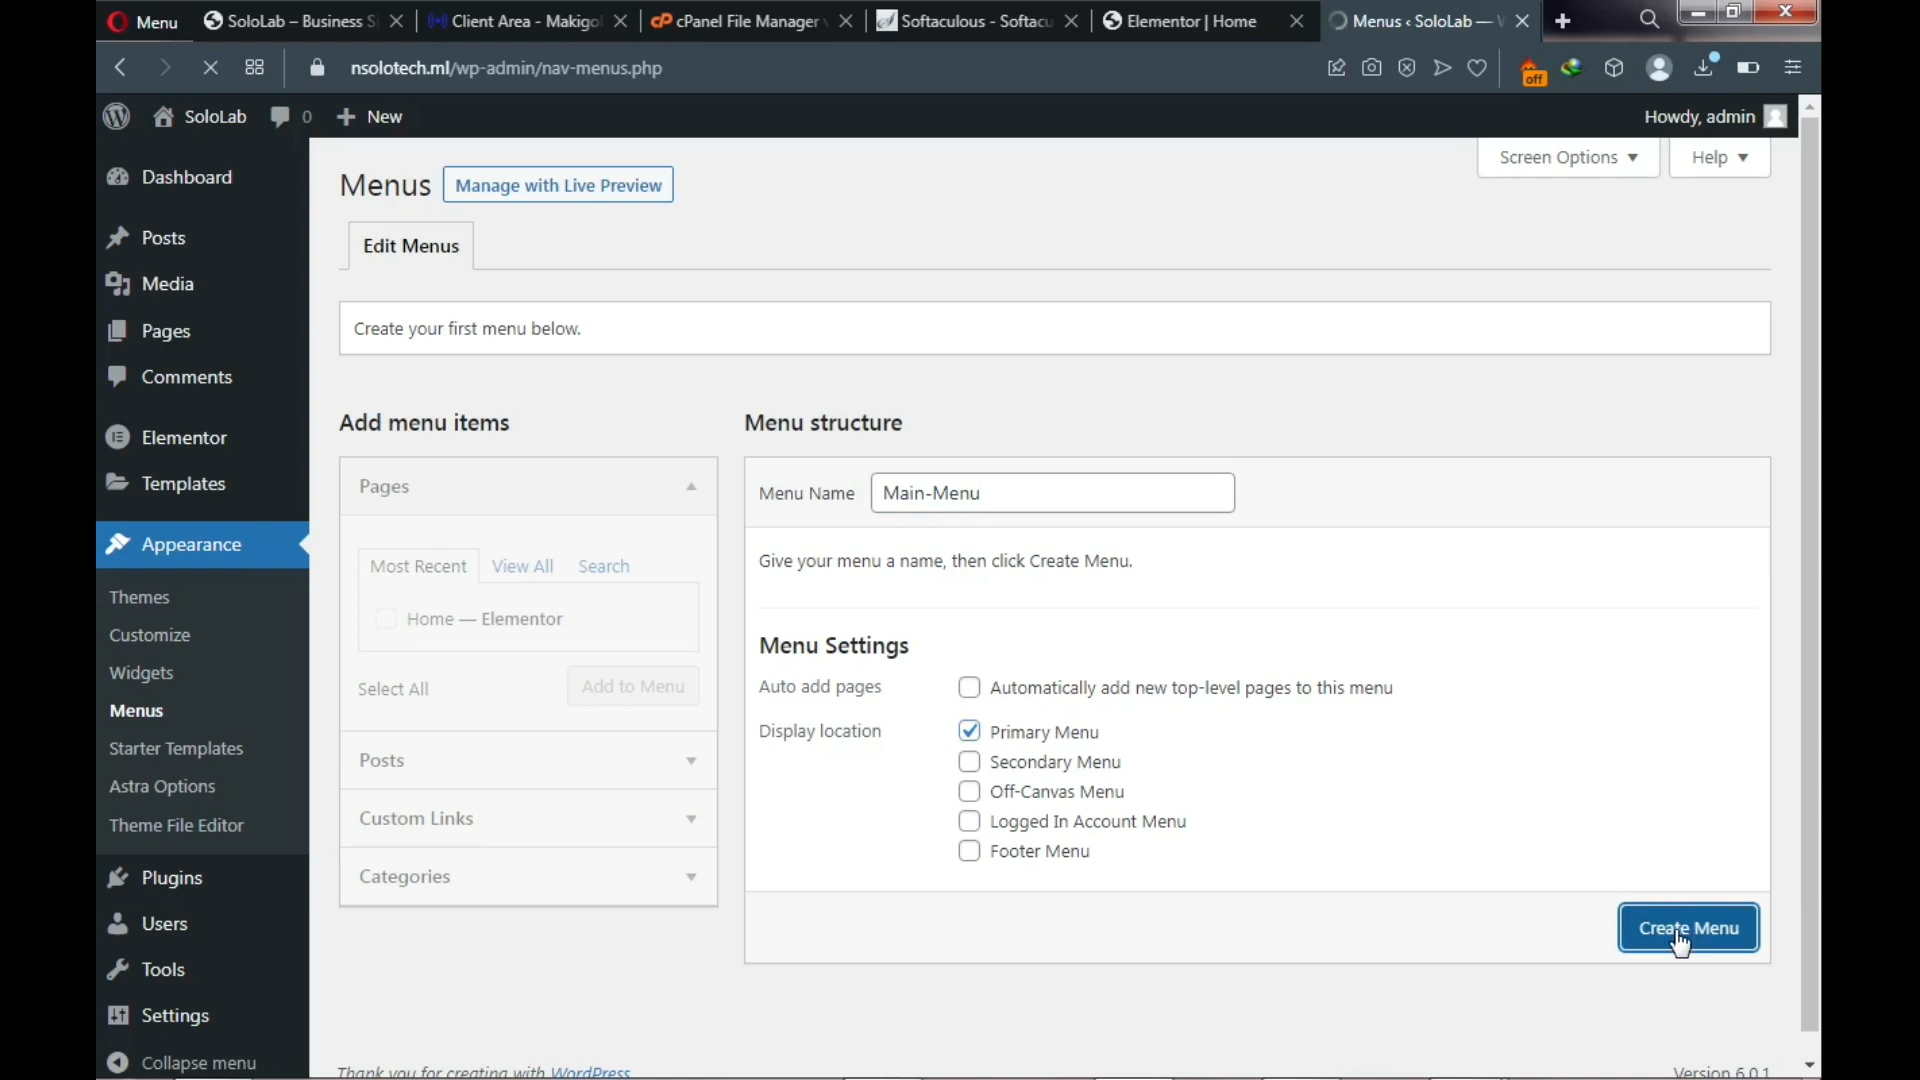 Menu
SoloLab – Business S
Client Area - Makigo
cPanel File Manager
Softaculous - Softacu
Elementor | Home
Menus ‹ SoloLab —
nsolotech.ml/wp-admin/nav-menus.php
off
SoloLab
0
New
Howdy, admin
Screen Options
Help
Dashboard
Posts
Media
Pages
Comments
Elementor
Templates
Appearance
Themes
Customize
Widgets
Menus
Starter Templates
Astra Options
Theme File Editor
Plugins
Users
Tools
Settings
Collapse menu
Menus
Manage with Live Preview
Edit Menus
Create your first menu below.
Add menu items
Pages
Most Recent
View All
Search
Home — Elementor
Select All
Add to Menu
Posts
Custom Links
Categories
Menu structure
Menu Name
Main-Menu
Give your menu a name, then click Create Menu.
Menu Settings
Auto add pages
Automatically add new top-level pages to this menu
Display location
Primary Menu
Secondary Menu
Off-Canvas Menu
Logged In Account Menu
Footer Menu
Create Menu
Thank you for creating with WordPress
Version 6.0.1